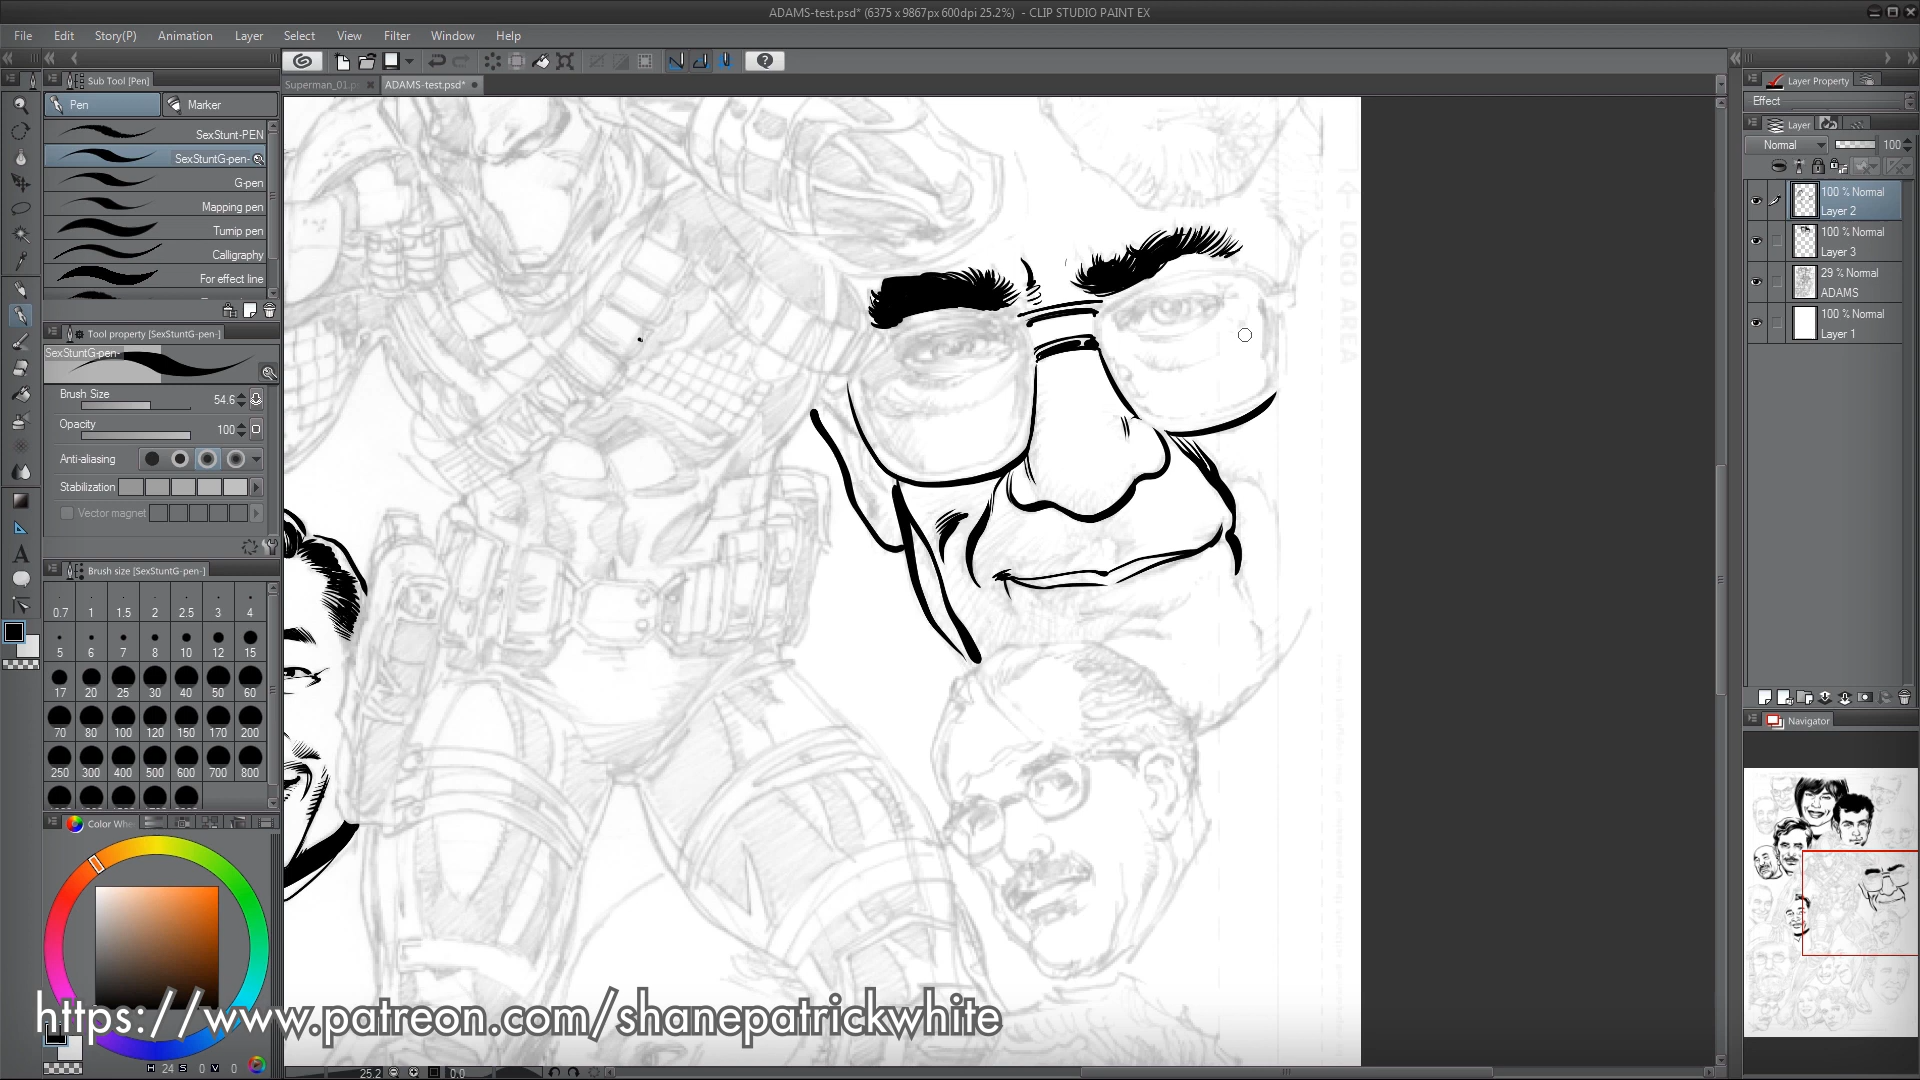 ADAMS-test.psd* (6375 x 9867px 600dpi 25.2%) - CLIP STUDIO PAINT EX
File Edit Story(P) Animation Layer Select View Filter Window Help
Sub Tool [Pen]
Pen Marker
SexStunt-PEN
SexStuntG-pen-
G-pen
Mapping pen
Turnip pen
Calligraphy
For effect line
Tool property [SexStuntG-pen-]
SexStuntG-pen-
Brush Size 54.6
Opacity 100
Anti-aliasing
Stabilization
Vector magnet
Brush size [SexStuntG-pen-]
0.7 1 1.5 2 2.5 3 4
5 6 7 8 10 12 15
17 20 25 30 40 50 60
70 80 100 120 150 170 200
250 300 400 500 600 700 800
Color Whe
H 24 S 0 V 0
Superman_01.p
ADAMS-test.psd*
LOGO AREA
25.2
0.0
Layer Property
Effect
Layer
Normal 100
100 % Normal
Layer 2
100 % Normal
Layer 3
29 % Normal
ADAMS
100 % Normal
Layer 1
Navigator
https://www.patreon.com/shanepatrickwhite